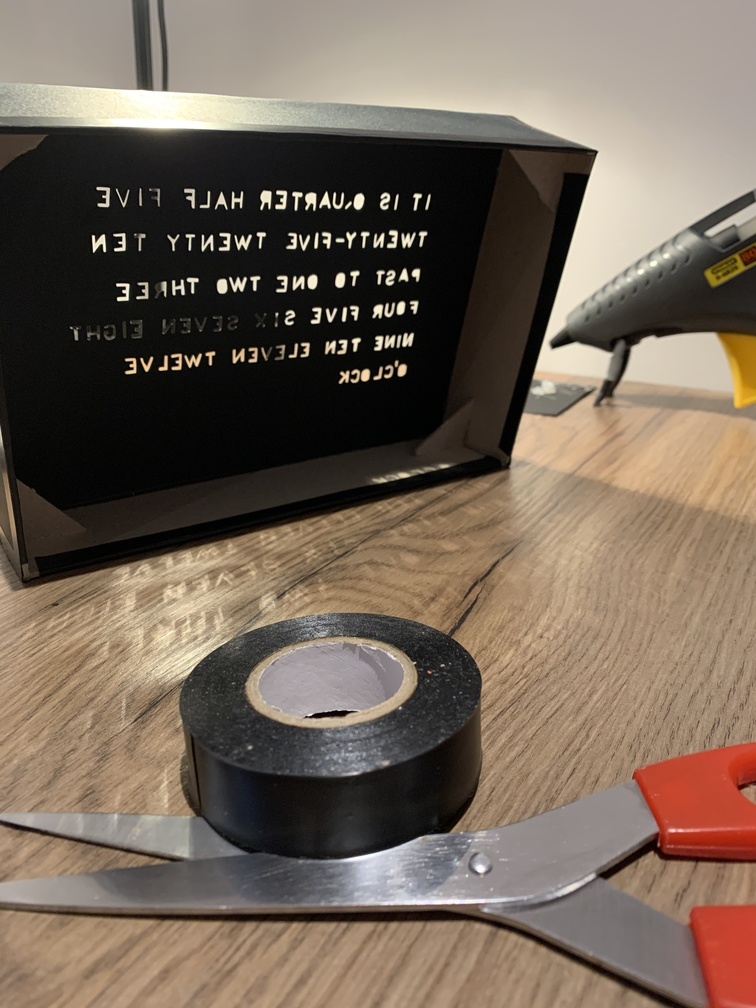 IT IS QUARTER HALF FIVE
TWENTY-FIVE TWENTY TEN
PAST TO ONE TWO THREE
FOUR FIVE SIX SEVEN EIGHT
NINE TEN ELEVEN TWELVE
O'CLOCK